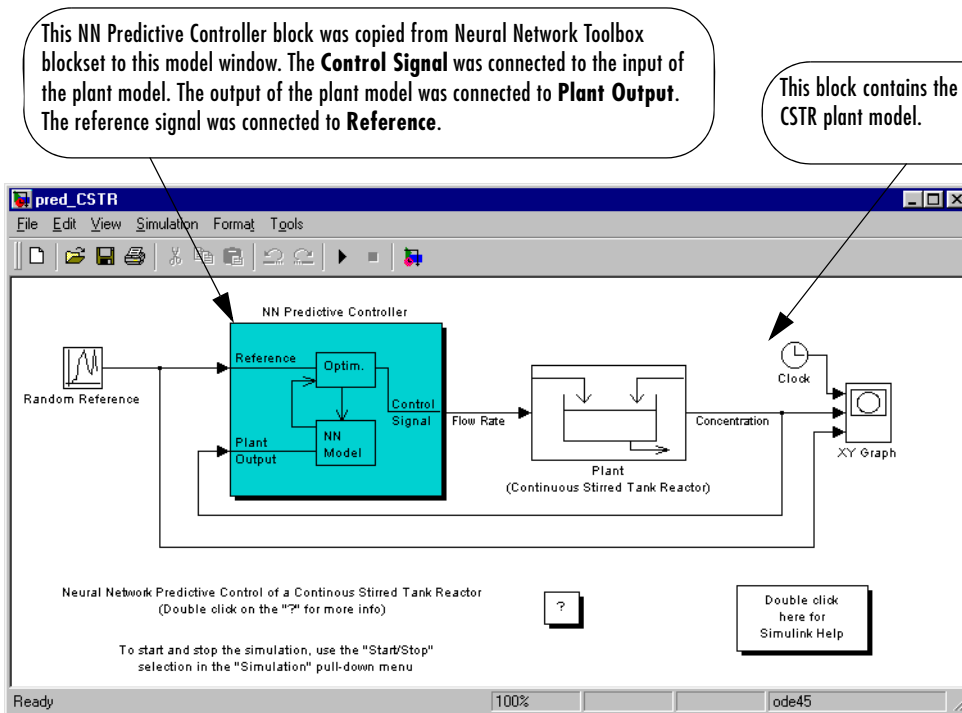 This NN Predictive Controller block was copied from Neural Network Toolbox
blockset to this model window. The Control Signal was connected to the input of
the plant model. The output of the plant model was connected to Plant Output.
The reference signal was connected to Reference.
This block contains the
CSTR plant model.
pred_CSTR
File Edit View Simulation Format Tools
NN Predictive Controller
Random Reference
Reference
Optim.
Control
Signal
Plant
Output
NN
Model
Flow Rate
Plant
(Continuous Stirred Tank Reactor)
Concentration
Clock
XY Graph
Neural Network Predictive Control of a Continous Stirred Tank Reactor
(Double click on the "?" for more info)
?
Double click
here for
Simulink Help
To start and stop the simulation, use the "Start/Stop"
selection in the "Simulation" pull-down menu
Ready 100% ode45